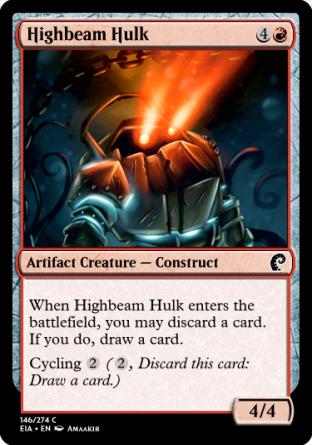 Highbeam Hulk 4
Artifact Creature — Construct
When Highbeam Hulk enters the
battlefield, you may discard a card.
If you do, draw a card.
Cycling 2 ( 2, Discard this card:
Draw a card.)
4/4
146/274 C
EIA • EN Amaakir